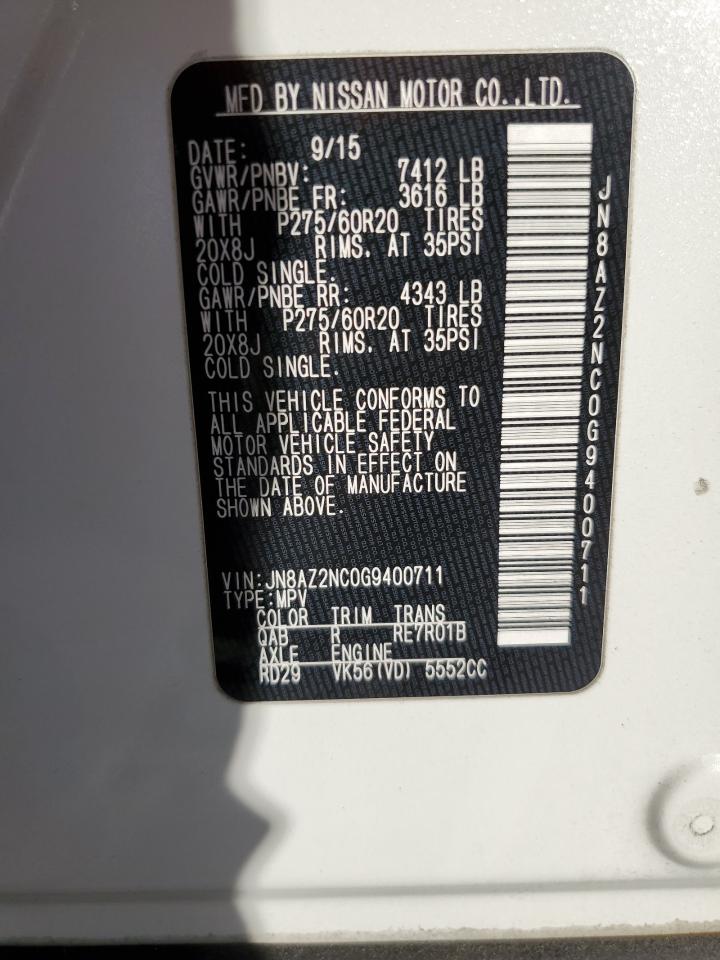 MFD BY NISSAN MOTOR CO.,LTD.
DATE: 9/15
GVWR/PNBV: 7412 LB
GAWR/PNBE FR: 3616 LB
WITH P275/60R20 TIRES
20X8J RIMS. AT 35PSI
COLD SINGLE.
GAWR/PNBE RR: 4343 LB
WITH P275/60R20 TIRES
20X8J RIMS. AT 35PSI
COLD SINGLE.
THIS VEHICLE CONFORMS TO
ALL APPLICABLE FEDERAL
MOTOR VEHICLE SAFETY
STANDARDS IN EFFECT ON
THE DATE OF MANUFACTURE
SHOWN ABOVE.
VIN:JN8AZ2NC0G9400711
TYPE:MPV
COLOR TRIM TRANS
QAB R RE7R01B
AXLE ENGINE
RD29 VK56(VD) 5552CC
JN8AZ2NC0G9400711